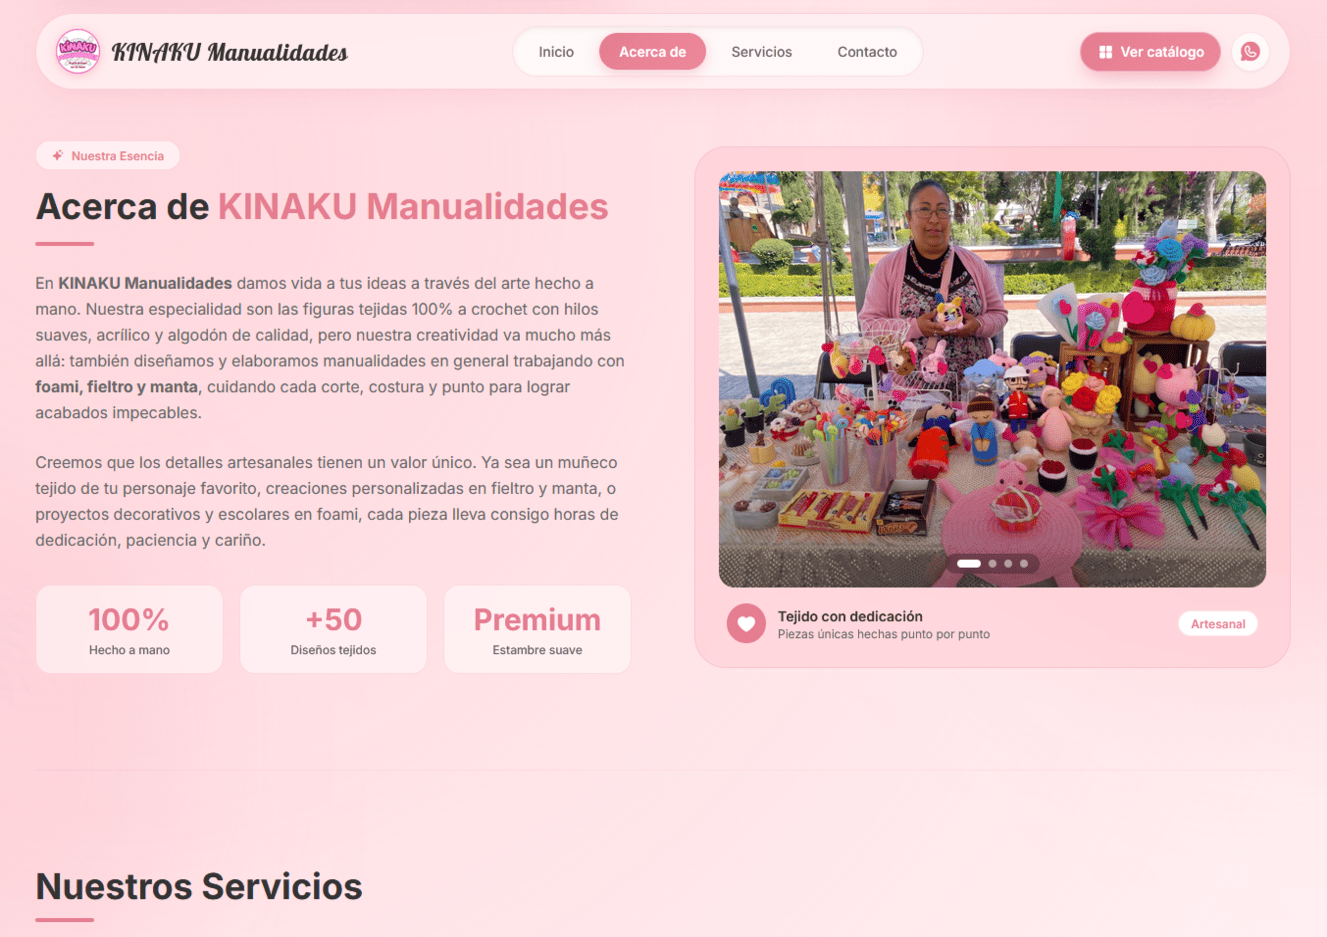 KINAKU
KINAKU Manualidades
Inicio
Acerca de
Servicios
Contacto
Ver catálogo
Nuestra Esencia
Acerca de KINAKU Manualidades
En KINAKU Manualidades damos vida a tus ideas a través del arte hecho a
mano. Nuestra especialidad son las figuras tejidas 100% a crochet con hilos
suaves, acrílico y algodón de calidad, pero nuestra creatividad va mucho más
allá: también diseñamos y elaboramos manualidades en general trabajando con
foami, fieltro y manta, cuidando cada corte, costura y punto para lograr
acabados impecables.
Creemos que los detalles artesanales tienen un valor único. Ya sea un muñeco
tejido de tu personaje favorito, creaciones personalizadas en fieltro y manta, o
proyectos decorativos y escolares en foami, cada pieza lleva consigo horas de
dedicación, paciencia y cariño.
100%
Hecho a mano
+50
Diseños tejidos
Premium
Estambre suave
Tejido con dedicación
Piezas únicas hechas punto por punto
Artesanal
Nuestros Servicios